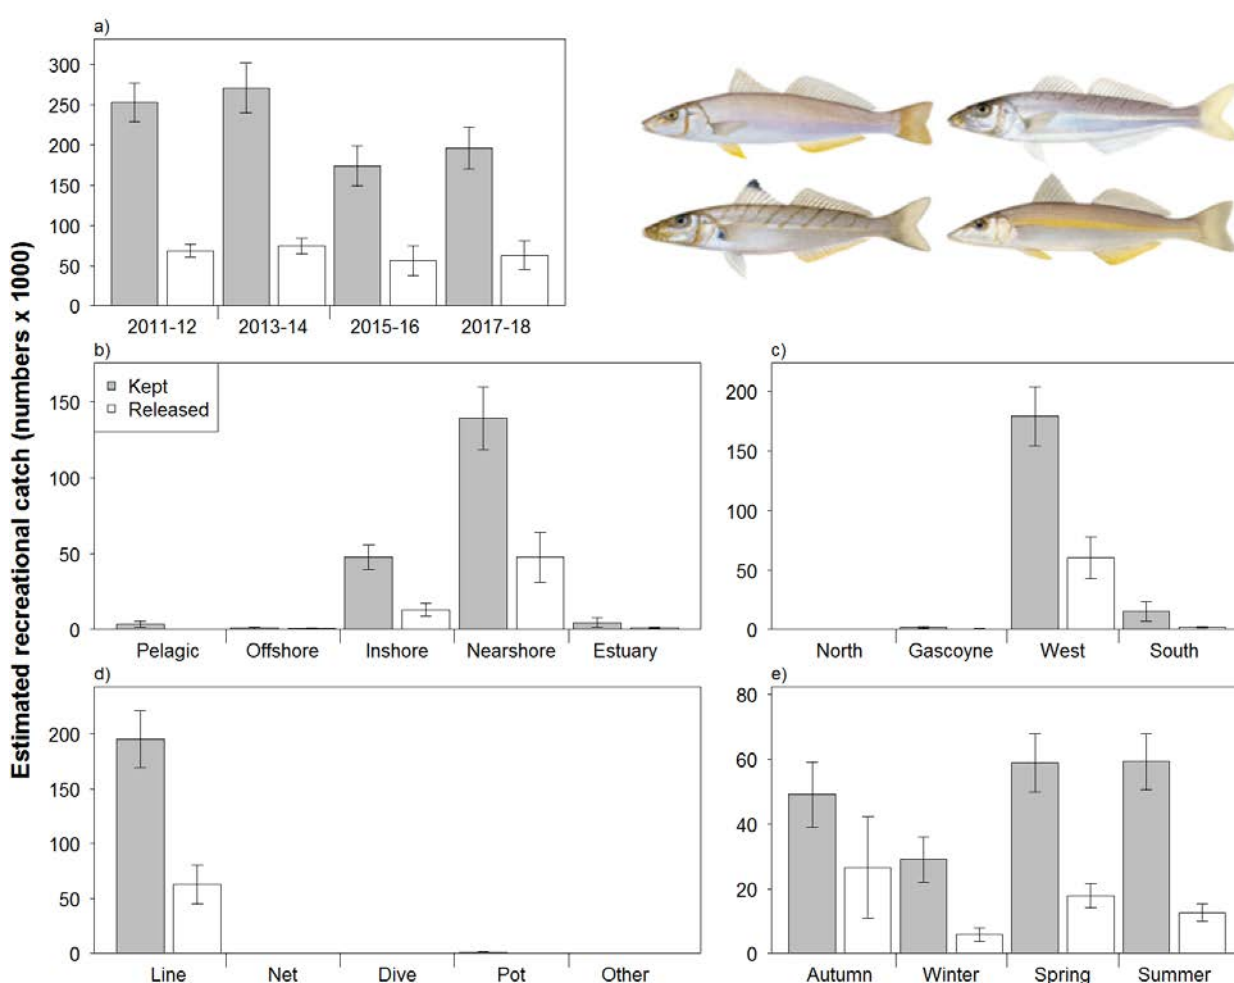 a)
Estimated recreational catch (numbers x 1000)
300
250
200
150
100
50
0
2011-12 2013-14 2015-16 2017-18
b)
Kept
Released
150
100
50
0
Pelagic Offshore Inshore Nearshore Estuary
c)
200
150
100
50
0
North Gascoyne West South
d)
200
150
100
50
0
Line Net Dive Pot Other
e)
80
60
40
20
0
Autumn Winter Spring Summer